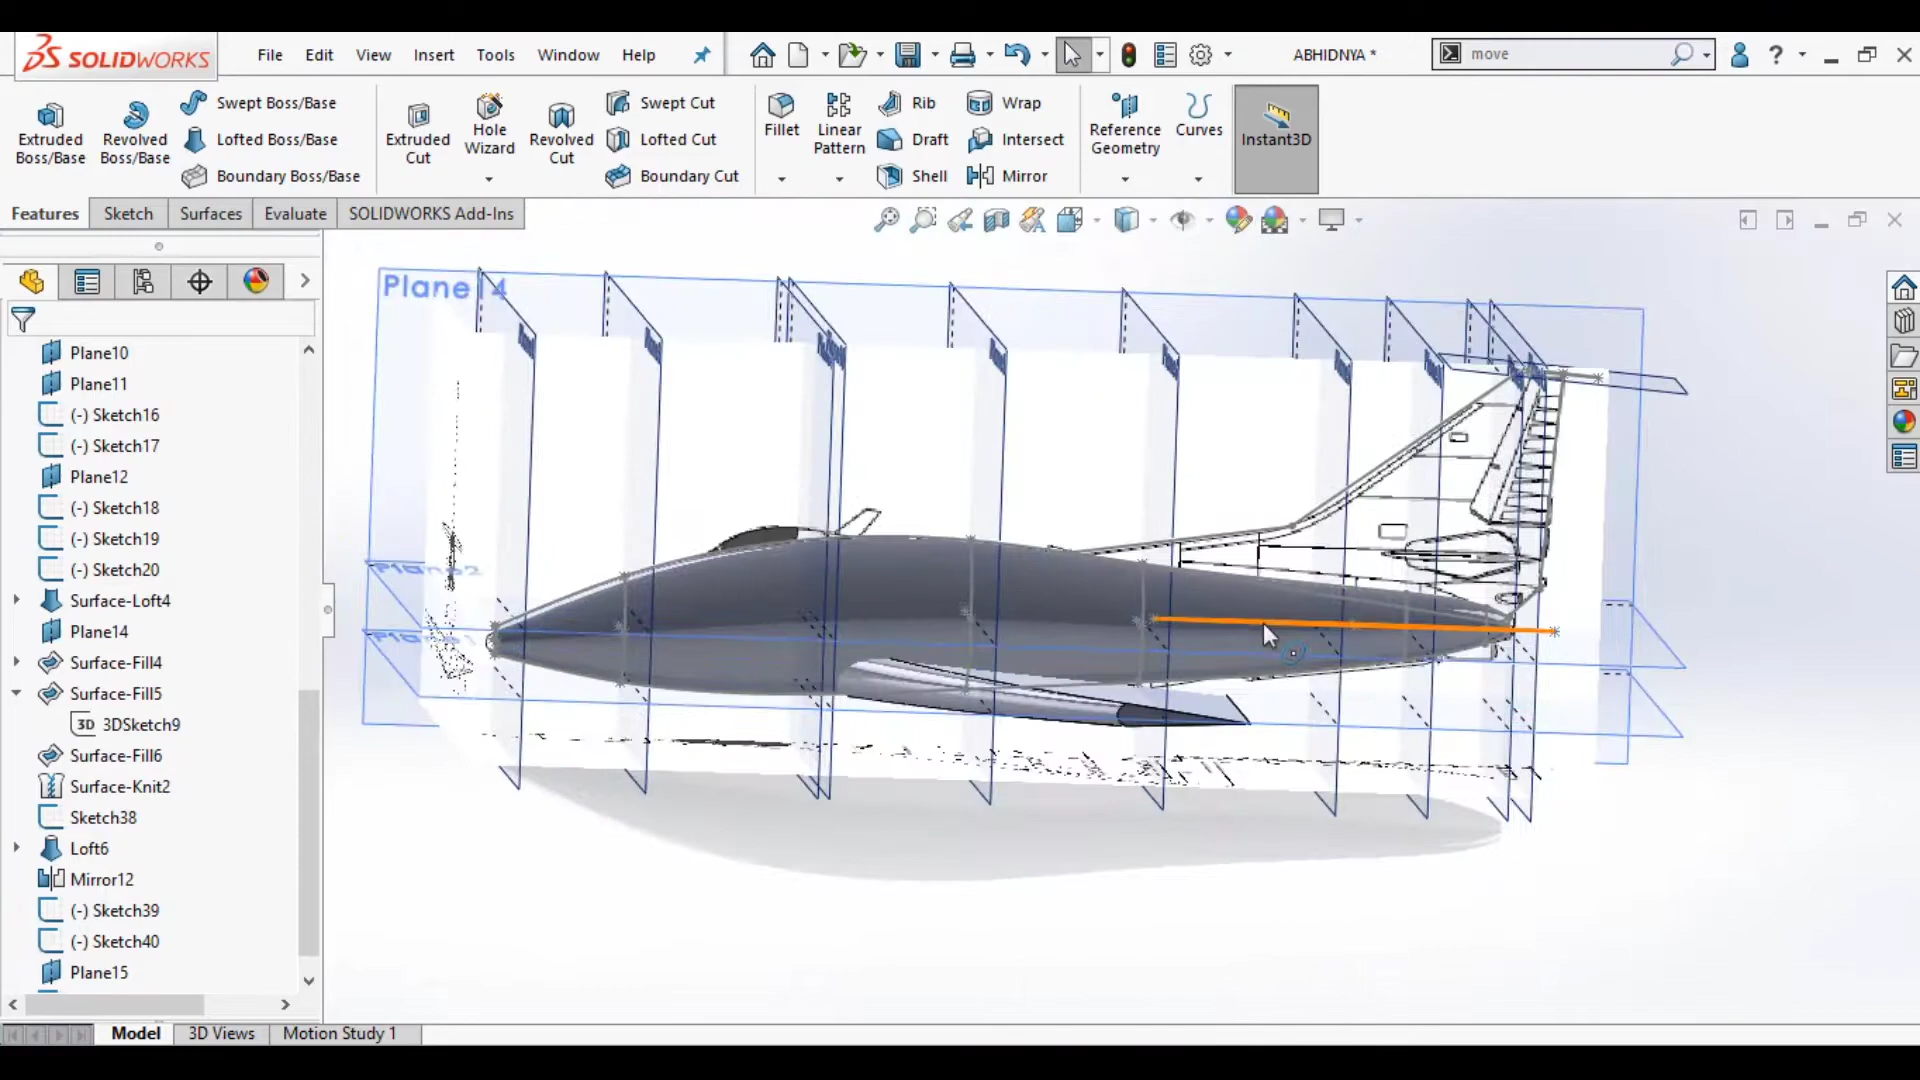 SOLIDWORKS
File Edit View Insert Tools Window Help
ABHIDNYA *
move
?
Extruded Boss/Base
Revolved Boss/Base
Swept Boss/Base
Lofted Boss/Base
Boundary Boss/Base
Extruded Cut
Hole Wizard
Revolved Cut
Swept Cut
Lofted Cut
Boundary Cut
Fillet
Linear Pattern
Rib
Draft
Shell
Wrap
Intersect
Mirror
Reference Geometry
Curves
Instant3D
Features Sketch Surfaces Evaluate SOLIDWORKS Add-Ins
Plane10
Plane11
(-) Sketch16
(-) Sketch17
Plane12
(-) Sketch18
(-) Sketch19
(-) Sketch20
Surface-Loft4
Plane14
Surface-Fill4
Surface-Fill5
3D 3DSketch9
Surface-Fill6
Surface-Knit2
Sketch38
Loft6
Mirror12
(-) Sketch39
(-) Sketch40
Plane15
Plane14
Plane2
Plane1
Model 3D Views Motion Study 1